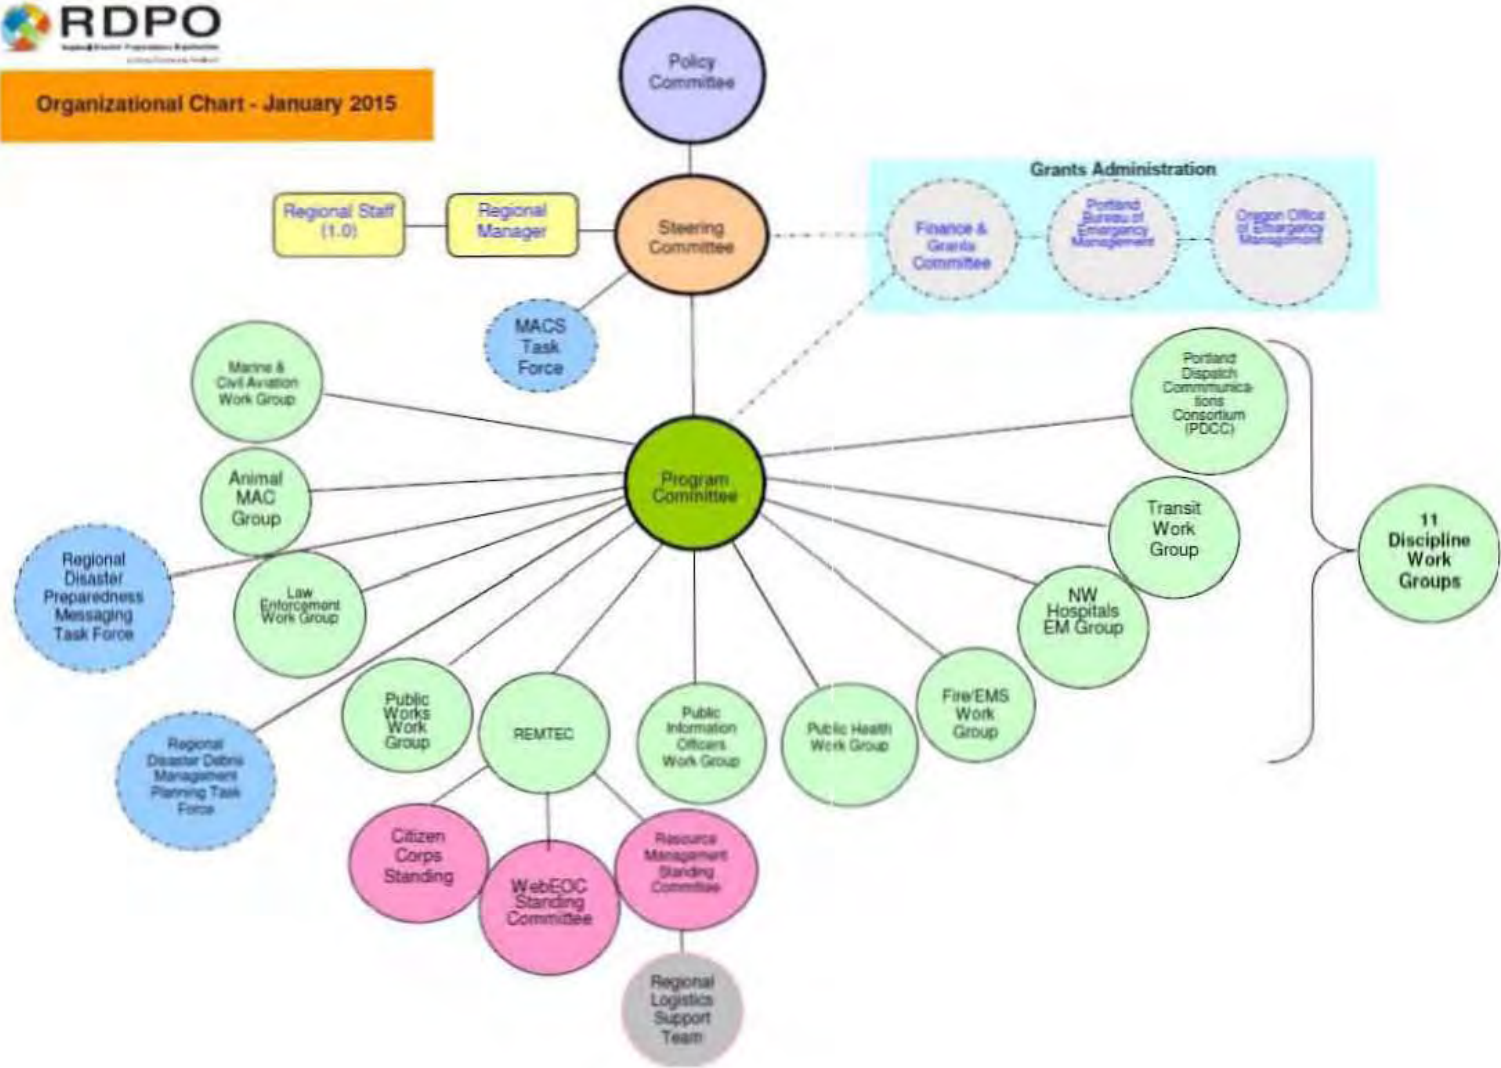 RDPO
Organizational Chart - January 2015
Policy
Committee
Grants Administration
Regional Staff
(1.0)
Regional
Manager
Steering
Committee
Finance &
Grants
Committee
Portland
Bureau of
Emergency
Management
Oregon Office
of Emergency
Management
MACS
Task
Force
Marine &
Civil Aviation
Work Group
Portland
Dispatch
Commmunica-
tions
Consortium
(PDCC)
Animal
MAC
Group
Program
Committee
Transit
Work
Group
11
Discipline
Work
Groups
Regional
Disaster
Preparedness
Messaging
Task Force
Law
Enforcement
Work Group
NW
Hospitals
EM Group
Public
Works
Work
Group
REMTEC
Public
Information
Officers
Work Group
Public Health
Work Group
Fire/EMS
Work
Group
Regional
Disaster Debris
Management
Planning Task
Force
Citizen
Corps
Standing
WebEOC
Standing
Committee
Resource
Management
Standing
Committee
Regional
Logistics
Support
Team